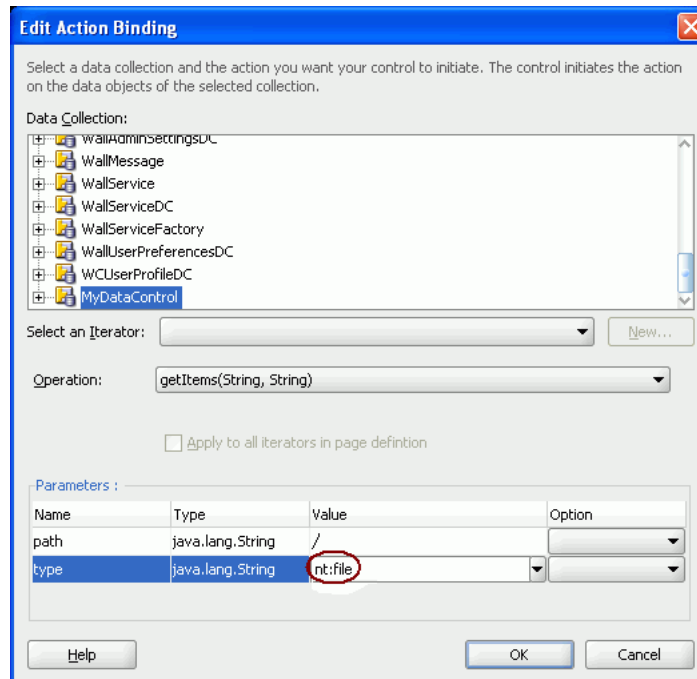 Edit Action Binding
Select a data collection and the action you want your control to initiate. The control initiates the action
on the data objects of the selected collection.
Data Collection:
WallAdminSettingsDC
WallMessage
WallService
WallServiceDC
WallServiceFactory
WallUserPreferencesDC
WCUserProfileDC
MyDataControl
Select an Iterator: New...
Operation: getItems(String, String)
Apply to all iterators in page defintion
Parameters :
Name Type Value Option
path java.lang.String /
type java.lang.String nt:file
Help OK Cancel